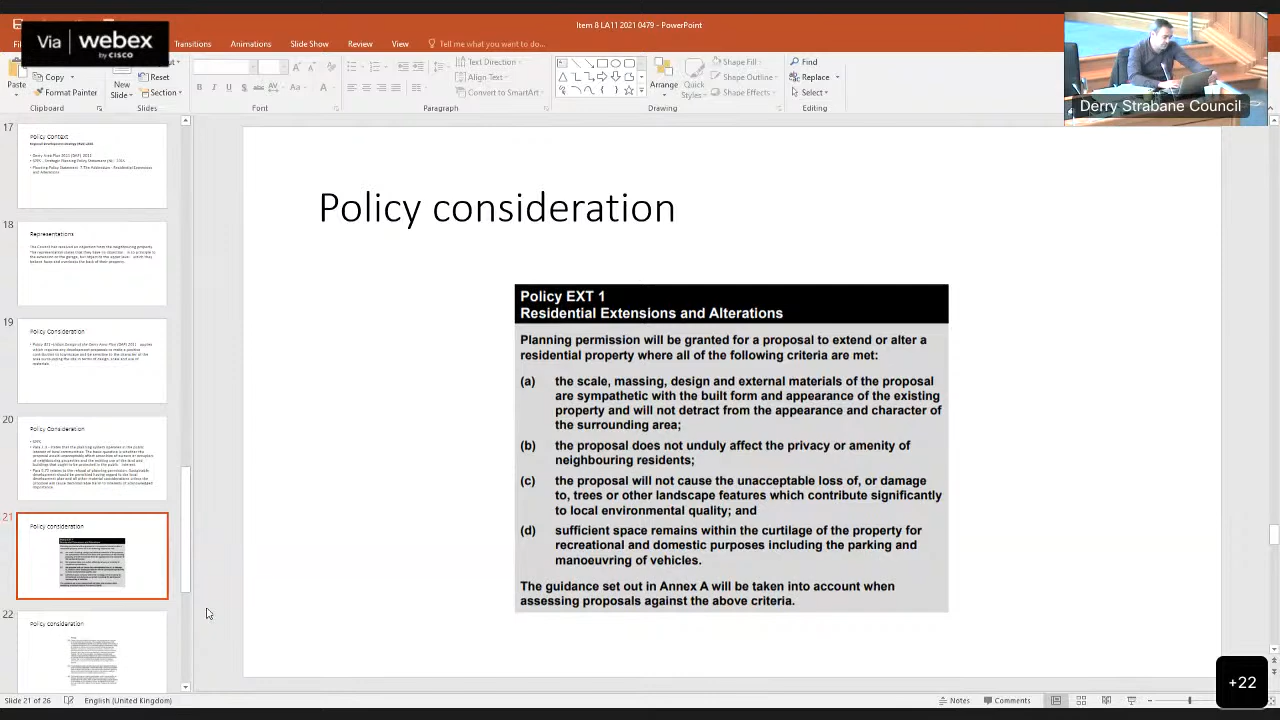 Item 8 LA11 2021 0479 - PowerPoint
Via webex
by CISCO
Transitions Animations Slide Show Review View Tell me what you want to do...
Paste
Copy
Format Painter
Clipboard
New
Slide
Reset
Section
Slides
Font
Text Direction
Align Text
Convert to SmartArt
Paragraph
Arrange
Quick
Styles
Shape Fill
Shape Outline
Shape Effects
Drawing
Find
Replace
Select
Editing
Derry Strabane Council
17
Policy Context
18
Representations
19
Policy Consideration
20
Policy Consideration
21
Policy consideration
22
Policy consideration
Policy consideration
Policy EXT 1
Residential Extensions and Alterations
Planning permission will be granted for a proposal to extend or alter a
residential property where all of the following criteria are met:
(a) the scale, massing, design and external materials of the proposal
are sympathetic with the built form and appearance of the existing
property and will not detract from the appearance and character of
the surrounding area;
(b) the proposal does not unduly affect the privacy or amenity of
neighbouring residents;
(c) the proposal will not cause the unacceptable loss of, or damage
to, trees or other landscape features which contribute significantly
to local environmental quality; and
(d) sufficient space remains within the curtilage of the property for
recreational and domestic purposes including the parking and
manoeuvring of vehicles.
The guidance set out in Annex A will be taken into account when
assessing proposals against the above criteria.
+22
Slide 21 of 26 English (United Kingdom) Notes Comments